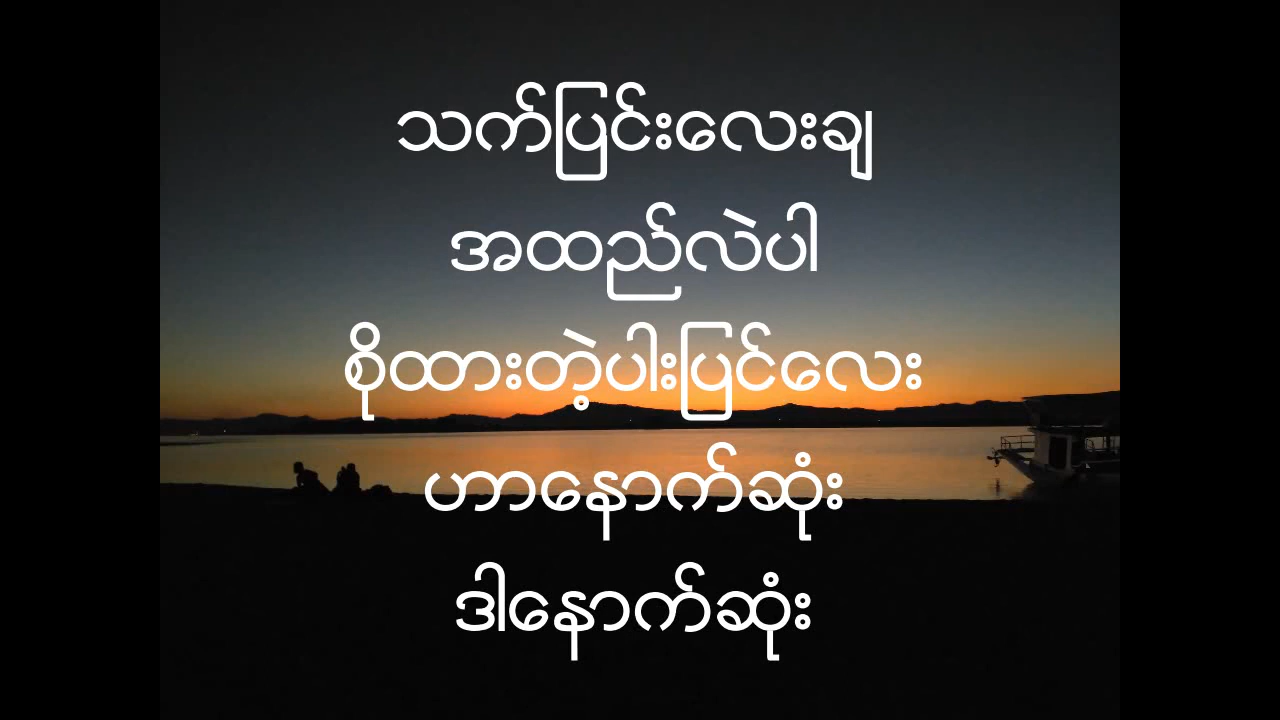 သက်ပြင်းလေးချ
အထည်လဲပါ
စိုထားတဲ့ပါးပြင်လေး
ဟာနောက်ဆုံး
ဒါနောက်ဆုံး